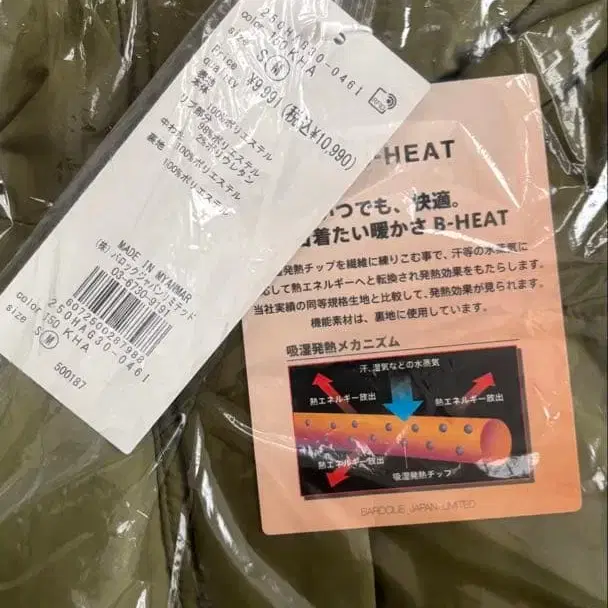 250HAG30-0461
color 150 KHA
size S M
Price ¥9,991 (税込¥10,990)
QUALITY
表地
本体 100%ポリエステル
リブ部分 98%ポリエステル
2%ポリウレタン
中わた 100%ポリエステル
裏地 100%ポリエステル
MADE IN MYANMAR
(株) バロックジャパンリミテッド
03-6730-9191
6072500287988
250HAG30-0461
color 150 KHA
size S M
500187
-HEAT
いつでも、快適。
着たい暖かさ B-HEAT
発熱チップを繊維に練りこむ事で、汗等の水蒸気に
して熱エネルギーへと転換され発熱効果をもたらします。
当社実績の同等規格生地と比較して、発熱効果が見られます。
機能素材は、裏地に使用しています。
吸湿発熱メカニズム
汗、湿気などの水蒸気
熱エネルギー放出
熱エネルギー放出
熱エネルギー放出
吸湿発熱チップ
BAROQUE JAPAN LIMITED